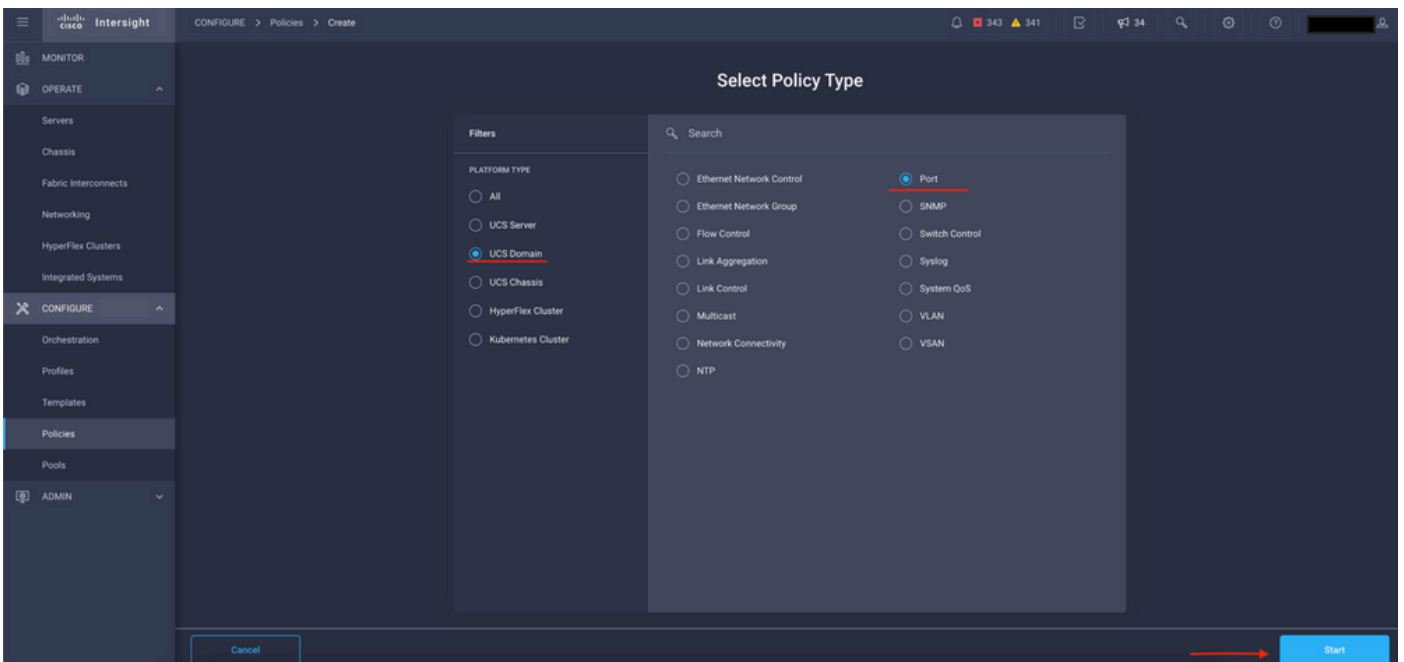 cisco Intersight
CONFIGURE > Policies > Create
343 341 34
MONITOR
OPERATE
Servers
Chassis
Fabric Interconnects
Networking
HyperFlex Clusters
Integrated Systems
CONFIGURE
Orchestration
Profiles
Templates
Policies
Pools
ADMIN
Select Policy Type
Filters
PLATFORM TYPE
All
UCS Server
UCS Domain
UCS Chassis
HyperFlex Cluster
Kubernetes Cluster
Search
Ethernet Network Control
Ethernet Network Group
Flow Control
Link Aggregation
Link Control
Multicast
Network Connectivity
NTP
Port
SNMP
Switch Control
Syslog
System QoS
VLAN
VSAN
Cancel
Start